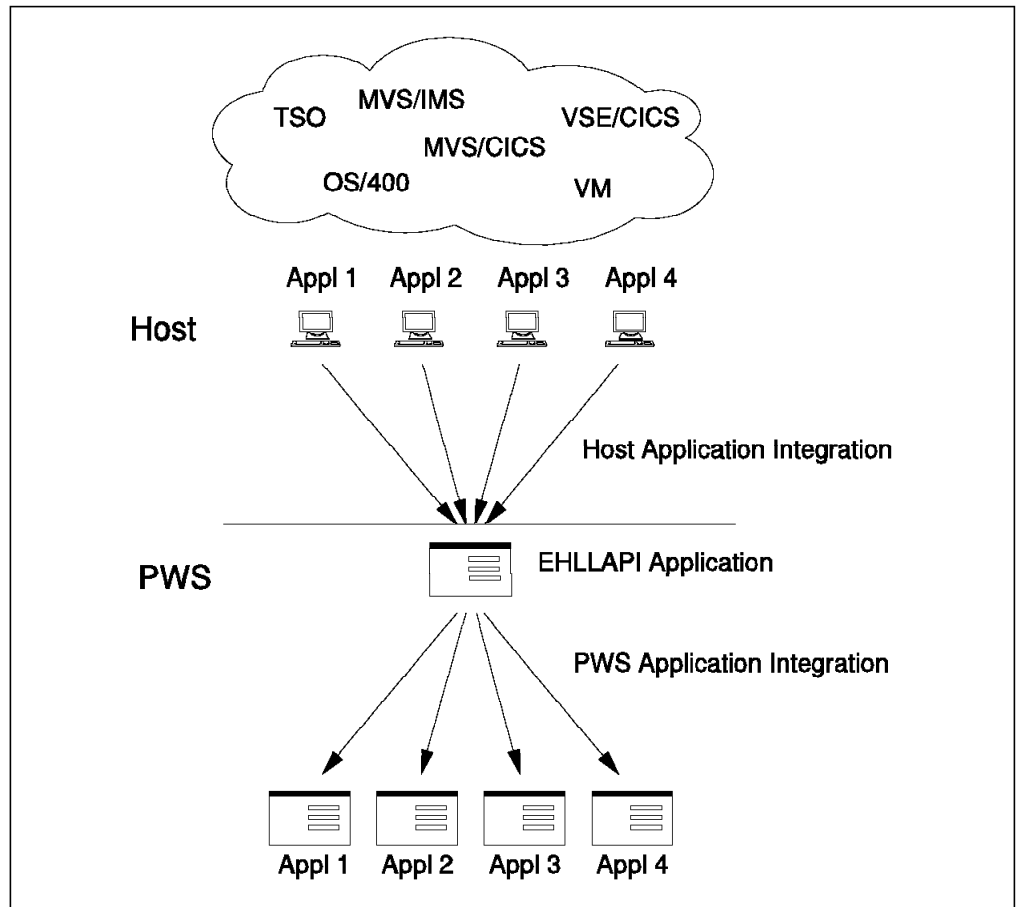 MVS/IMS
TSO
VSE/CICS
MVS/CICS
OS/400
VM
Appl 1 Appl 2 Appl 3 Appl 4
Host
Host Application Integration
EHLLAPI Application
PWS
PWS Application Integration
Appl 1 Appl 2 Appl 3 Appl 4